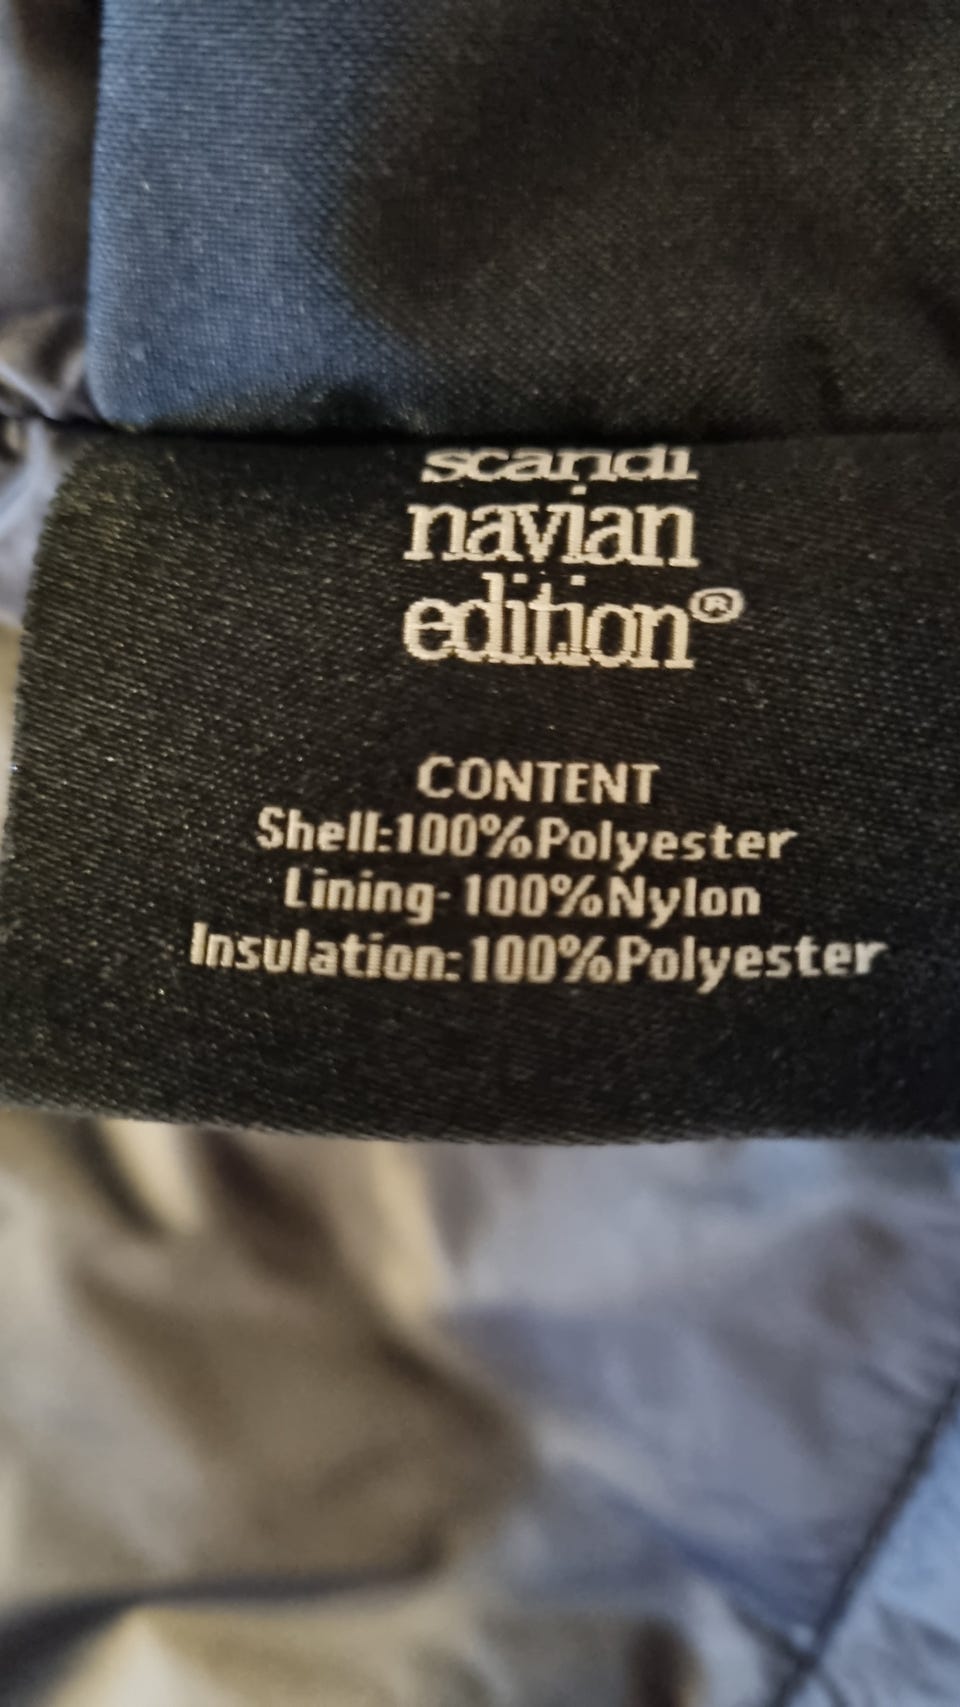 scandi
navian
edition®
CONTENT
Shell:100%Polyester
Lining-100%Nylon
Insulation:100%Polyester